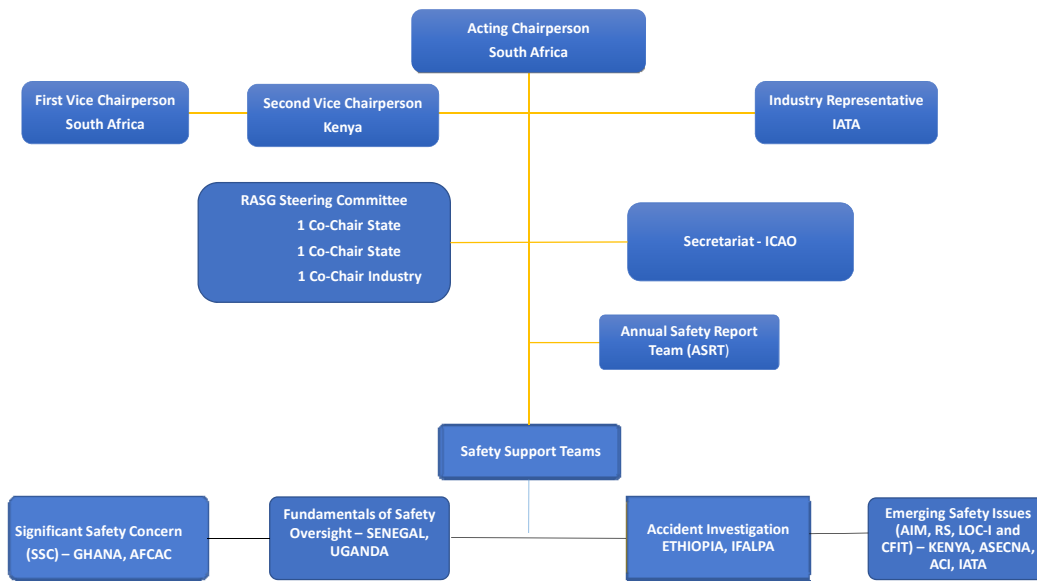 Acting Chairperson
South Africa
First Vice Chairperson
South Africa
Second Vice Chairperson
Kenya
Industry Representative
IATA
RASG Steering Committee
1 Co-Chair State
1 Co-Chair State
1 Co-Chair Industry
Secretariat - ICAO
Annual Safety Report
Team (ASRT)
Safety Support Teams
Significant Safety Concern
(SSC) – GHANA, AFCAC
Fundamentals of Safety
Oversight – SENEGAL,
UGANDA
Accident Investigation
ETHIOPIA, IFALPA
Emerging Safety Issues
(AIM, RS, LOC-I and
CFIT) – KENYA, ASECNA,
ACI, IATA